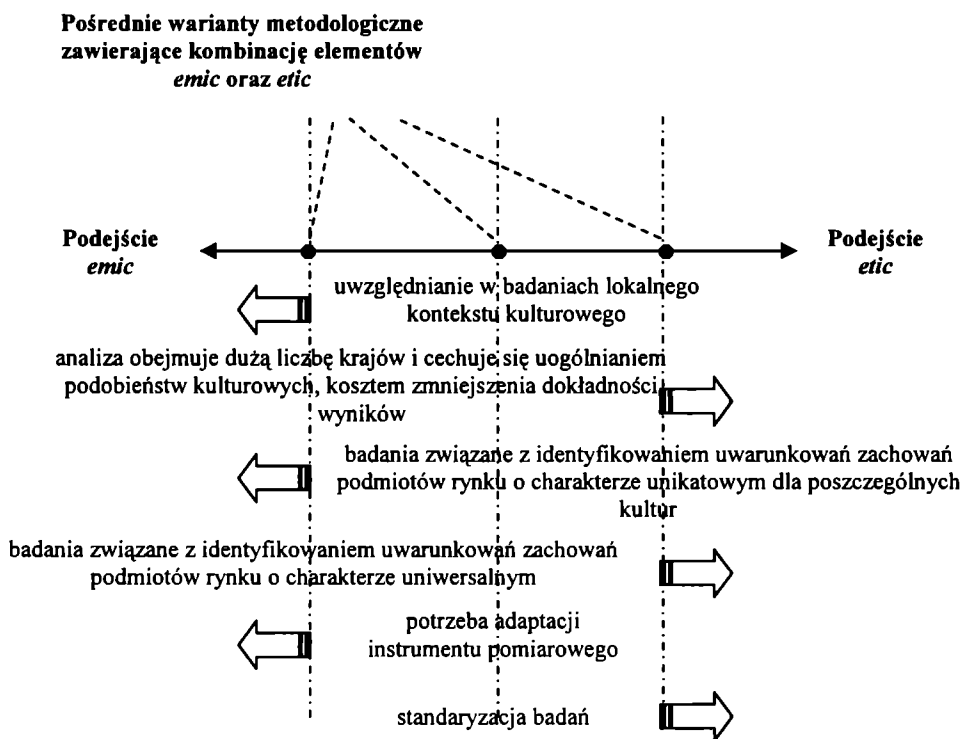 Pośrednie warianty metodologiczne
zawierające kombinację elementów
emic oraz etic
Podejście
emic
Podejście
etic
uwzględnianie w badaniach lokalnego
kontekstu kulturowego
analiza obejmuje dużą liczbę krajów i cechuje się uogólnianiem
podobieństw kulturowych, kosztem zmniejszenia dokładności
wyników
badania związane z identyfikowaniem uwarunkowań zachowań
podmiotów rynku o charakterze unikatowym dla poszczególnych
kultur
badania związane z identyfikowaniem uwarunkowań zachowań
podmiotów rynku o charakterze uniwersalnym
potrzeba adaptacji
instrumentu pomiarowego
standaryzacja badań